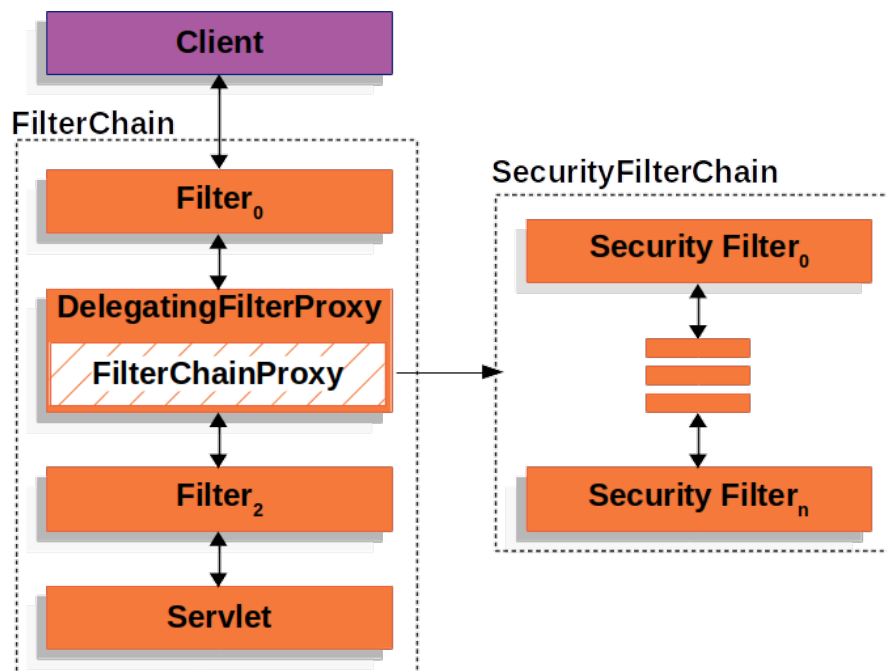 Client
FilterChain
Filter₀
DelegatingFilterProxy
FilterChainProxy
Filter₂
Servlet
SecurityFilterChain
Security Filter₀
Security Filterₙ